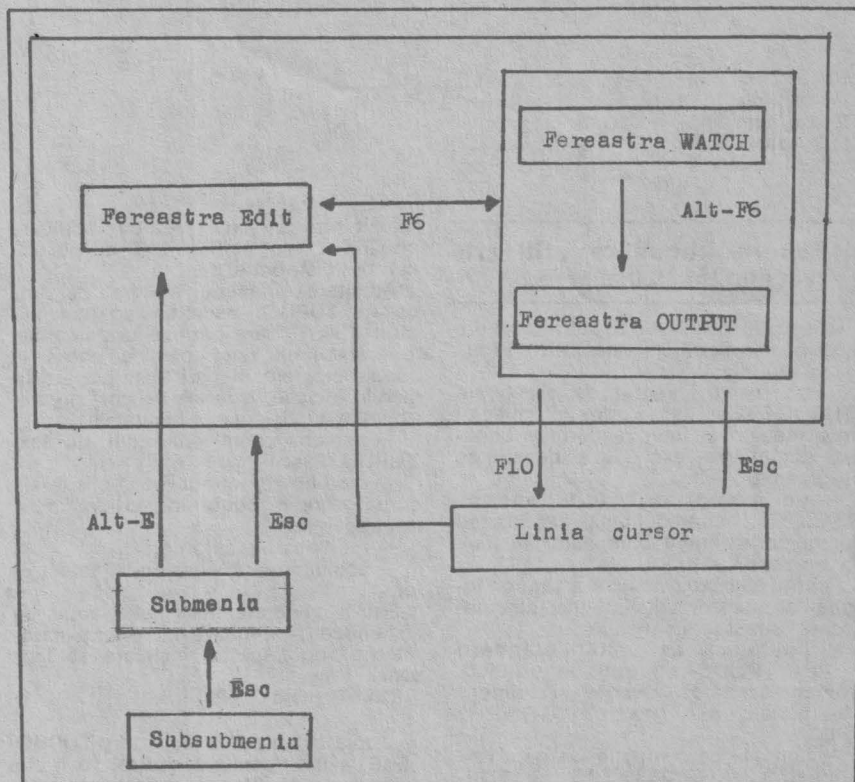 Fereastra WATCH
Fereastra Edit
F6
Alt-F6
Fereastra OUTPUT
F10
Esc
Alt-E
Esc
Linia cursor
Submeniu
Esc
Subsubmeniu